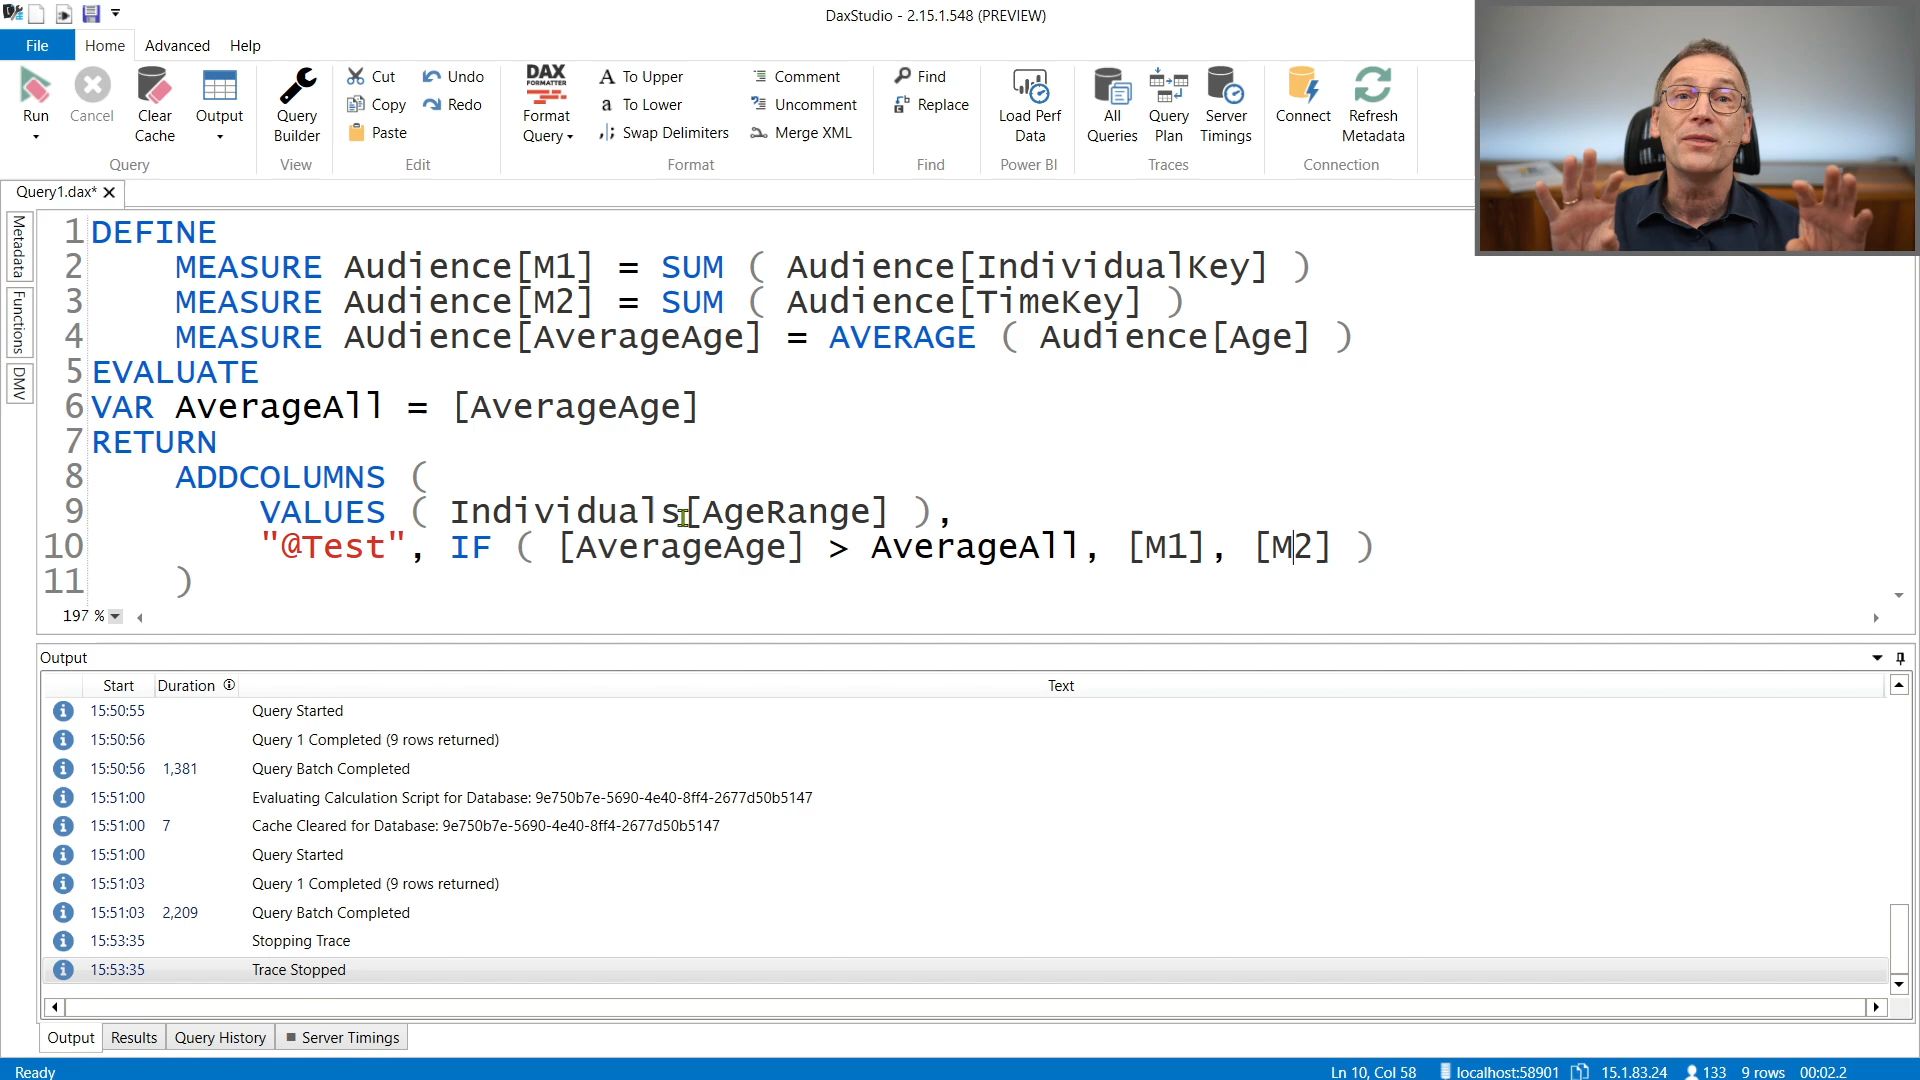 DaxStudio - 2.15.1.548 (PREVIEW)
File Home Advanced Help
Run
Cancel
Clear Cache
Output
Query
Query Builder
View
Cut
Copy
Paste
Undo
Redo
Edit
DAX FORMATTER
Format Query
To Upper
To Lower
Swap Delimiters
Comment
Uncomment
Merge XML
Format
Find
Replace
Find
Load Perf Data
Power BI
All Queries
Query Plan
Server Timings
Traces
Connect
Refresh Metadata
Connection
Query1.dax*
Metadata
Functions
DMV
1 DEFINE
2 MEASURE Audience[M1] = SUM ( Audience[IndividualKey] )
3 MEASURE Audience[M2] = SUM ( Audience[TimeKey] )
4 MEASURE AUdience[AverageAge] = AVERAGE ( Audience[Age] )
5 EVALUATE
6 VAR AverageAll = [AverageAge]
7 RETURN
8 ADDCOLUMNS (
9 VALUES ( Individuals[AgeRange] ),
10 "@Test", IF ( [AverageAge] > AverageAll, [M1], [M2] )
11 )
197 %
Output
Start Duration Text
15:50:55 Query Started
15:50:56 Query 1 Completed (9 rows returned)
15:50:56 1,381 Query Batch Completed
15:51:00 Evaluating Calculation Script for Database: 9e750b7e-5690-4e40-8ff4-2677d50b5147
15:51:00 7 Cache Cleared for Database: 9e750b7e-5690-4e40-8ff4-2677d50b5147
15:51:00 Query Started
15:51:03 Query 1 Completed (9 rows returned)
15:51:03 2,209 Query Batch Completed
15:53:35 Stopping Trace
15:53:35 Trace Stopped
Output Results Query History Server Timings
Ready Ln 10, Col 58 localhost:58901 15.1.83.24 133 9 rows 00:02.2